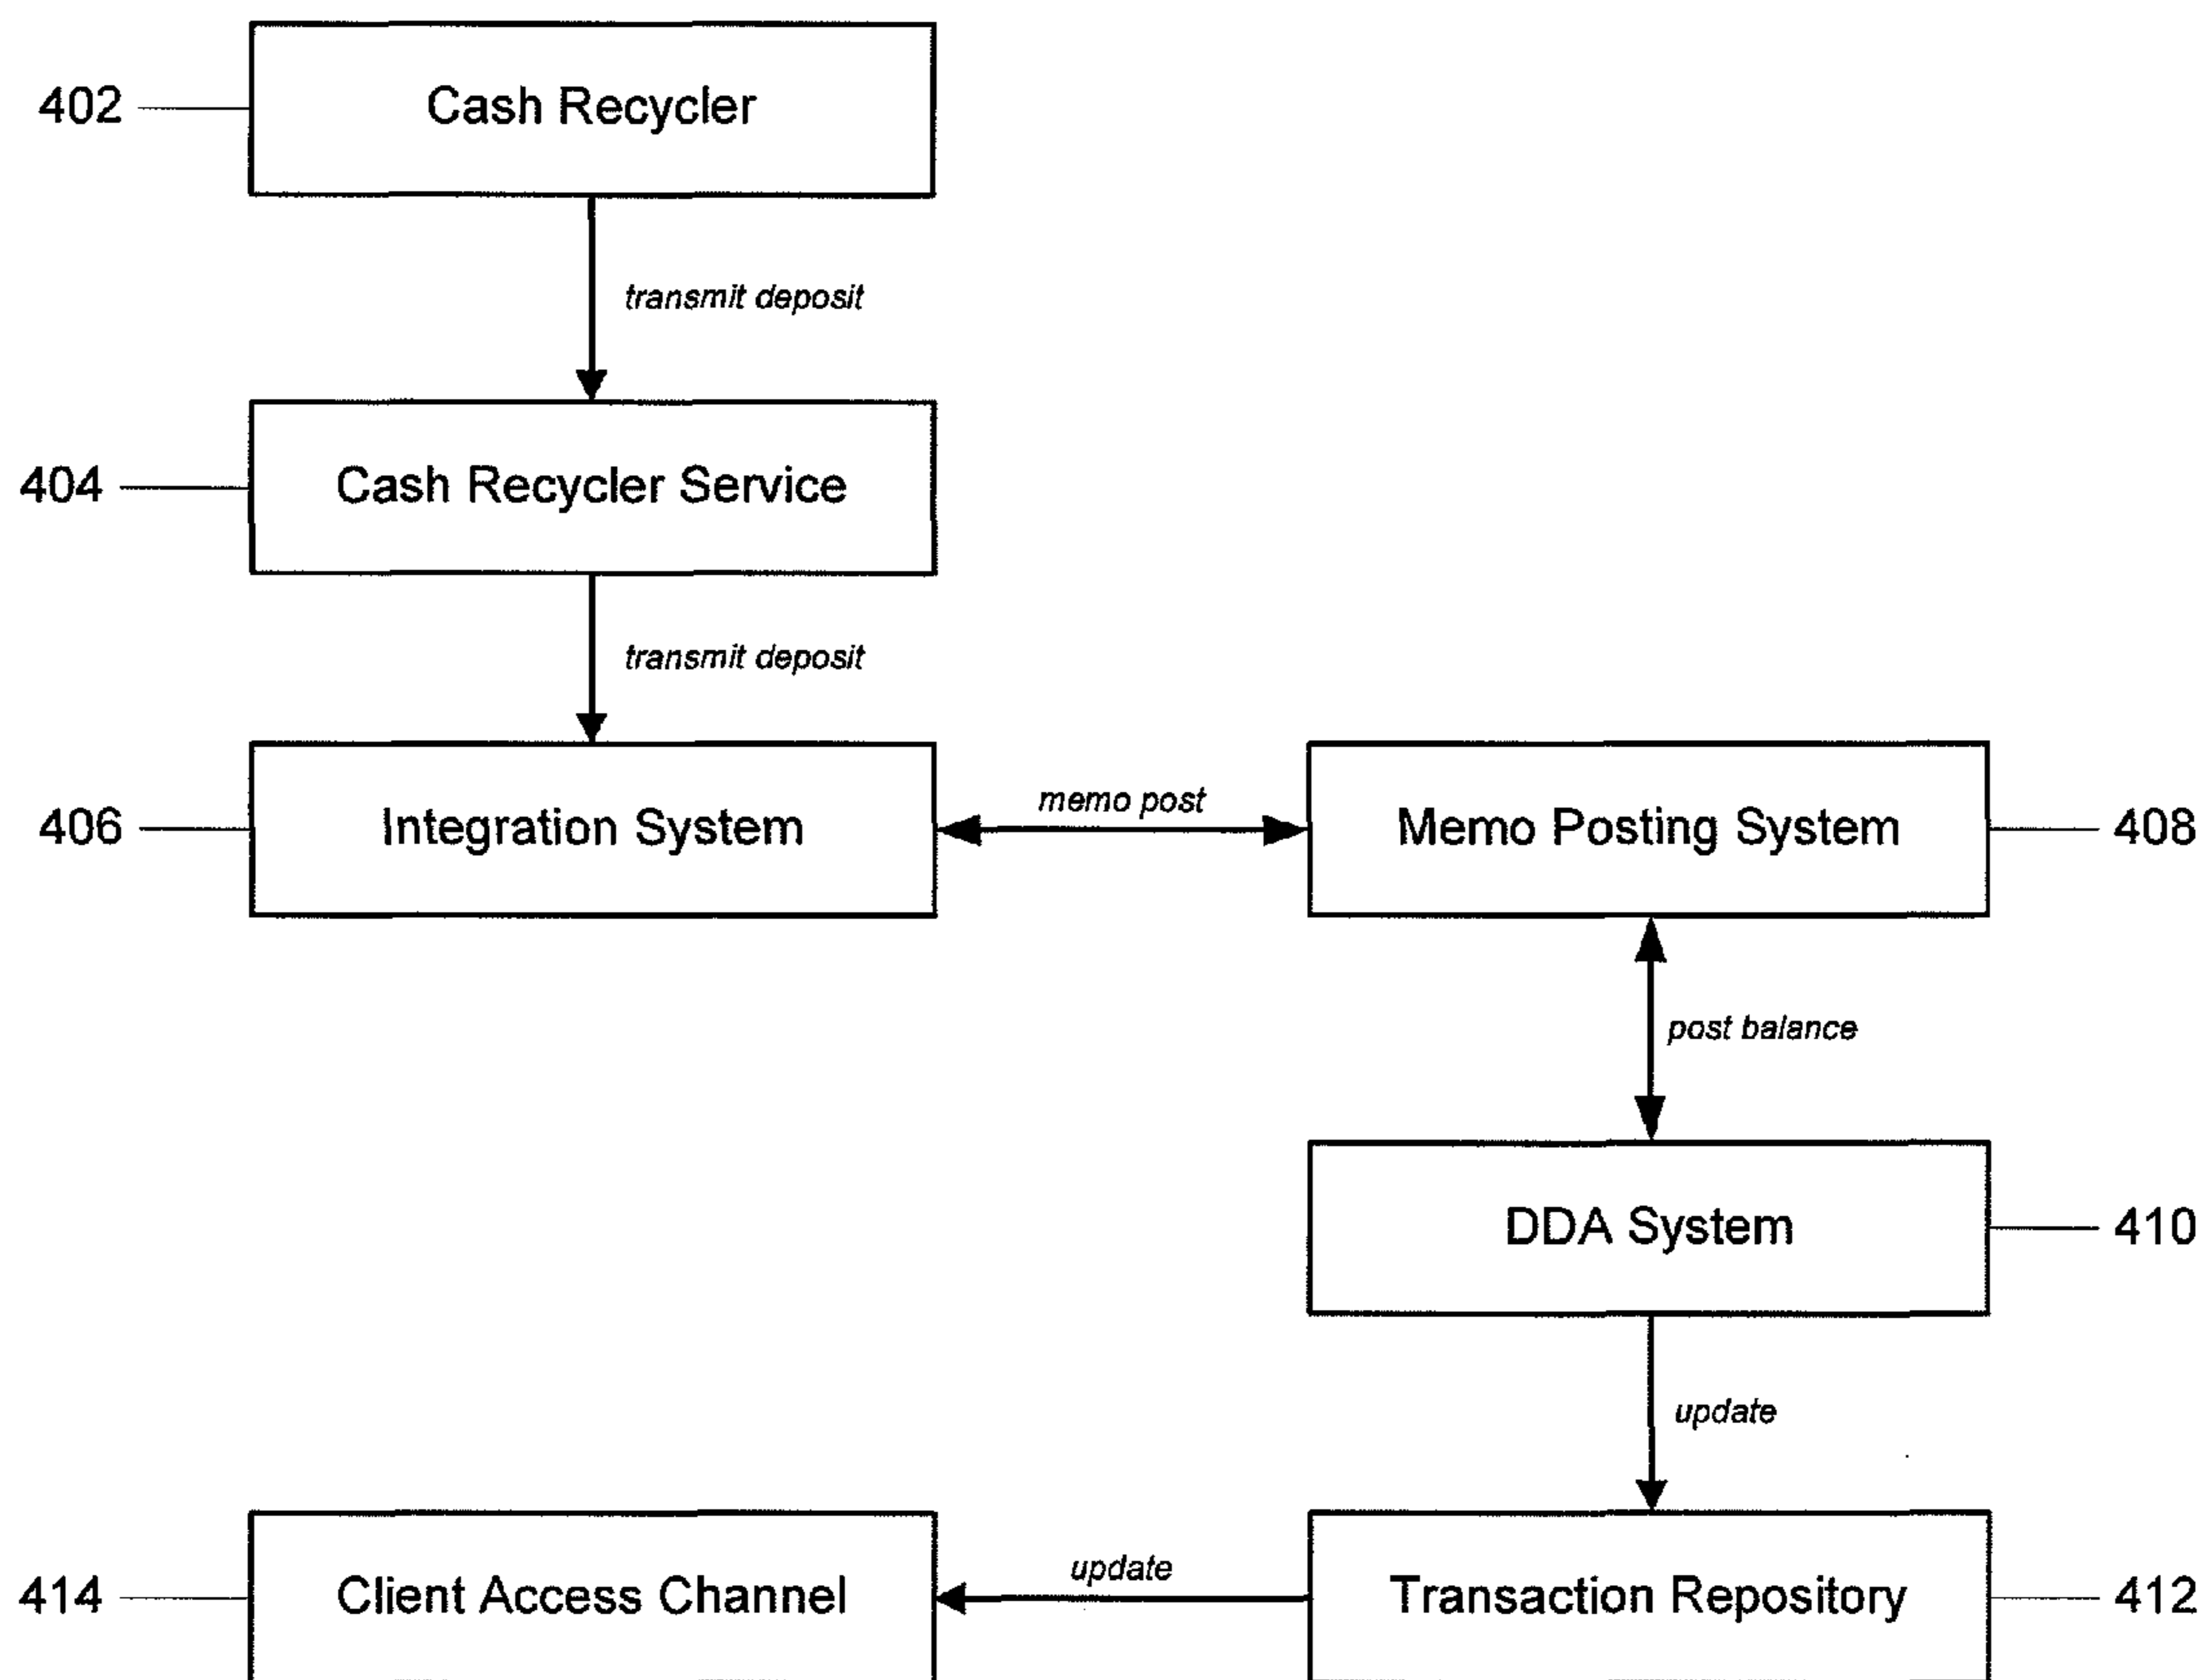 402
Cash Recycler
transmit deposit
404
Cash Recycler Service
transmit deposit
406
Integration System
memo post
Memo Posting System
408
post balance
DDA System
410
update
414
Client Access Channel
update
Transaction Repository
412